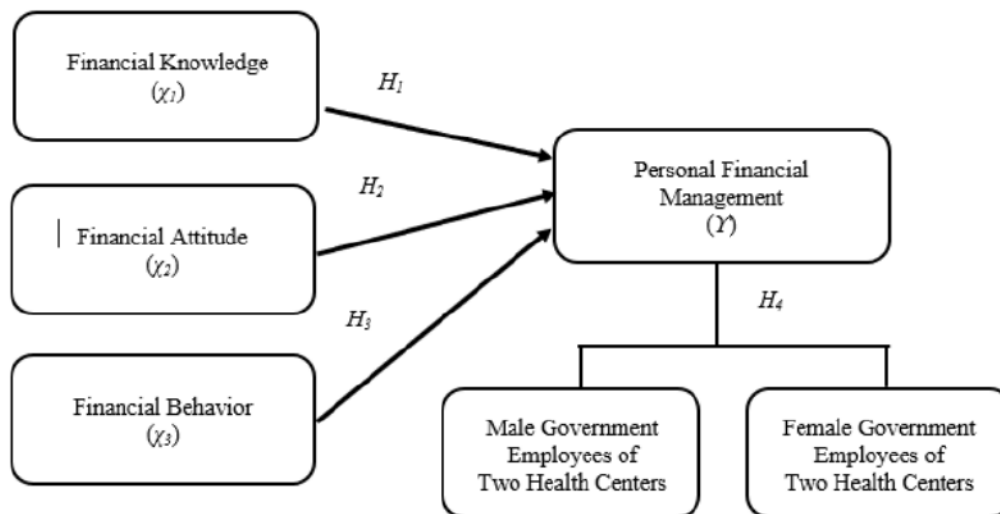 Financial Knowledge
(χ1)
H1
Financial Attitude
(χ2)
H2
Financial Behavior
(χ3)
H3
Personal Financial
Management
(Y)
H4
Male Government
Employees of
Two Health Centers
Female Government
Employees of
Two Health Centers